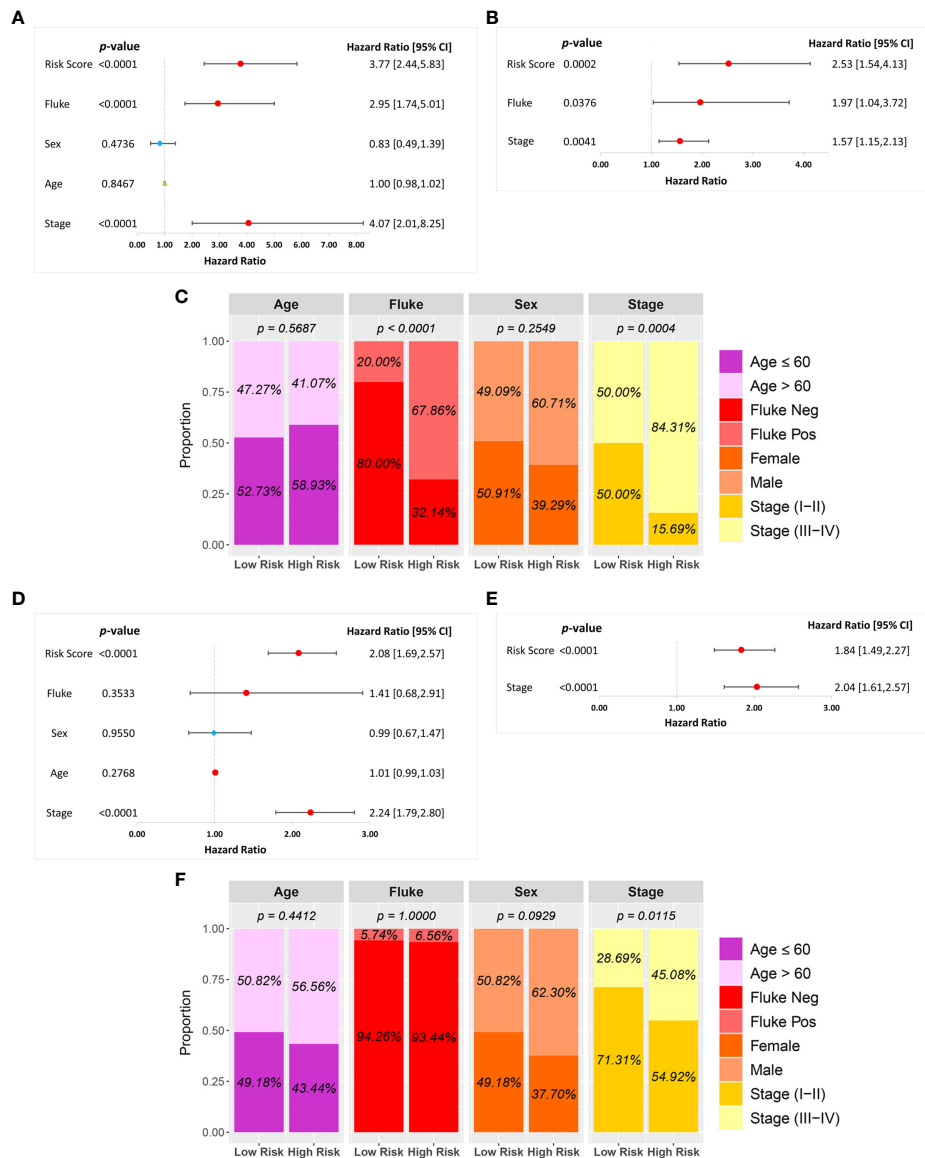 A
p-value Hazard Ratio [95% CI]
Risk Score <0.0001 3.77 [2.44,5.83]
Fluke <0.0001 2.95 [1.74,5.01]
Sex 0.4736 0.83 [0.49,1.39]
Age 0.8467 1.00 [0.98,1.02]
Stage <0.0001 4.07 [2.01,8.25]
0.00 1.00 2.00 3.00 4.00 5.00 6.00 7.00 8.00
Hazard Ratio
B
p-value Hazard Ratio [95% CI]
Risk Score 0.0002 2.53 [1.54,4.13]
Fluke 0.0376 1.97 [1.04,3.72]
Stage 0.0041 1.57 [1.15,2.13]
0.00 1.00 2.00 3.00 4.00
Hazard Ratio
C
Age Fluke Sex Stage
p = 0.5687 p < 0.0001 p = 0.2549 p = 0.0004
Proportion
1.00
0.75
0.50
0.25
0.00
47.27% 41.07% 20.00% 67.86% 49.09% 60.71% 50.00% 84.31%
52.73% 58.93% 80.00% 32.14% 50.91% 39.29% 50.00% 15.69%
Low Risk High Risk Low Risk High Risk Low Risk High Risk Low Risk High Risk
Age ≤ 60
Age > 60
Fluke Neg
Fluke Pos
Female
Male
Stage (I−II)
Stage (III−IV)
D
p-value Hazard Ratio [95% CI]
Risk Score <0.0001 2.08 [1.69,2.57]
Fluke 0.3533 1.41 [0.68,2.91]
Sex 0.9550 0.99 [0.67,1.47]
Age 0.2768 1.01 [0.99,1.03]
Stage <0.0001 2.24 [1.79,2.80]
0.00 1.00 2.00 3.00
Hazard Ratio
E
p-value Hazard Ratio [95% CI]
Risk Score <0.0001 1.84 [1.49,2.27]
Stage <0.0001 2.04 [1.61,2.57]
0.00 1.00 2.00 3.00
Hazard Ratio
F
Age Fluke Sex Stage
p = 0.4412 p = 1.0000 p = 0.0929 p = 0.0115
Proportion
1.00
0.75
0.50
0.25
0.00
50.82% 56.56% 5.74% 6.56% 50.82% 62.30% 28.69% 45.08%
49.18% 43.44% 94.26% 93.44% 49.18% 37.70% 71.31% 54.92%
Low Risk High Risk Low Risk High Risk Low Risk High Risk Low Risk High Risk
Age ≤ 60
Age > 60
Fluke Neg
Fluke Pos
Female
Male
Stage (I−II)
Stage (III−IV)